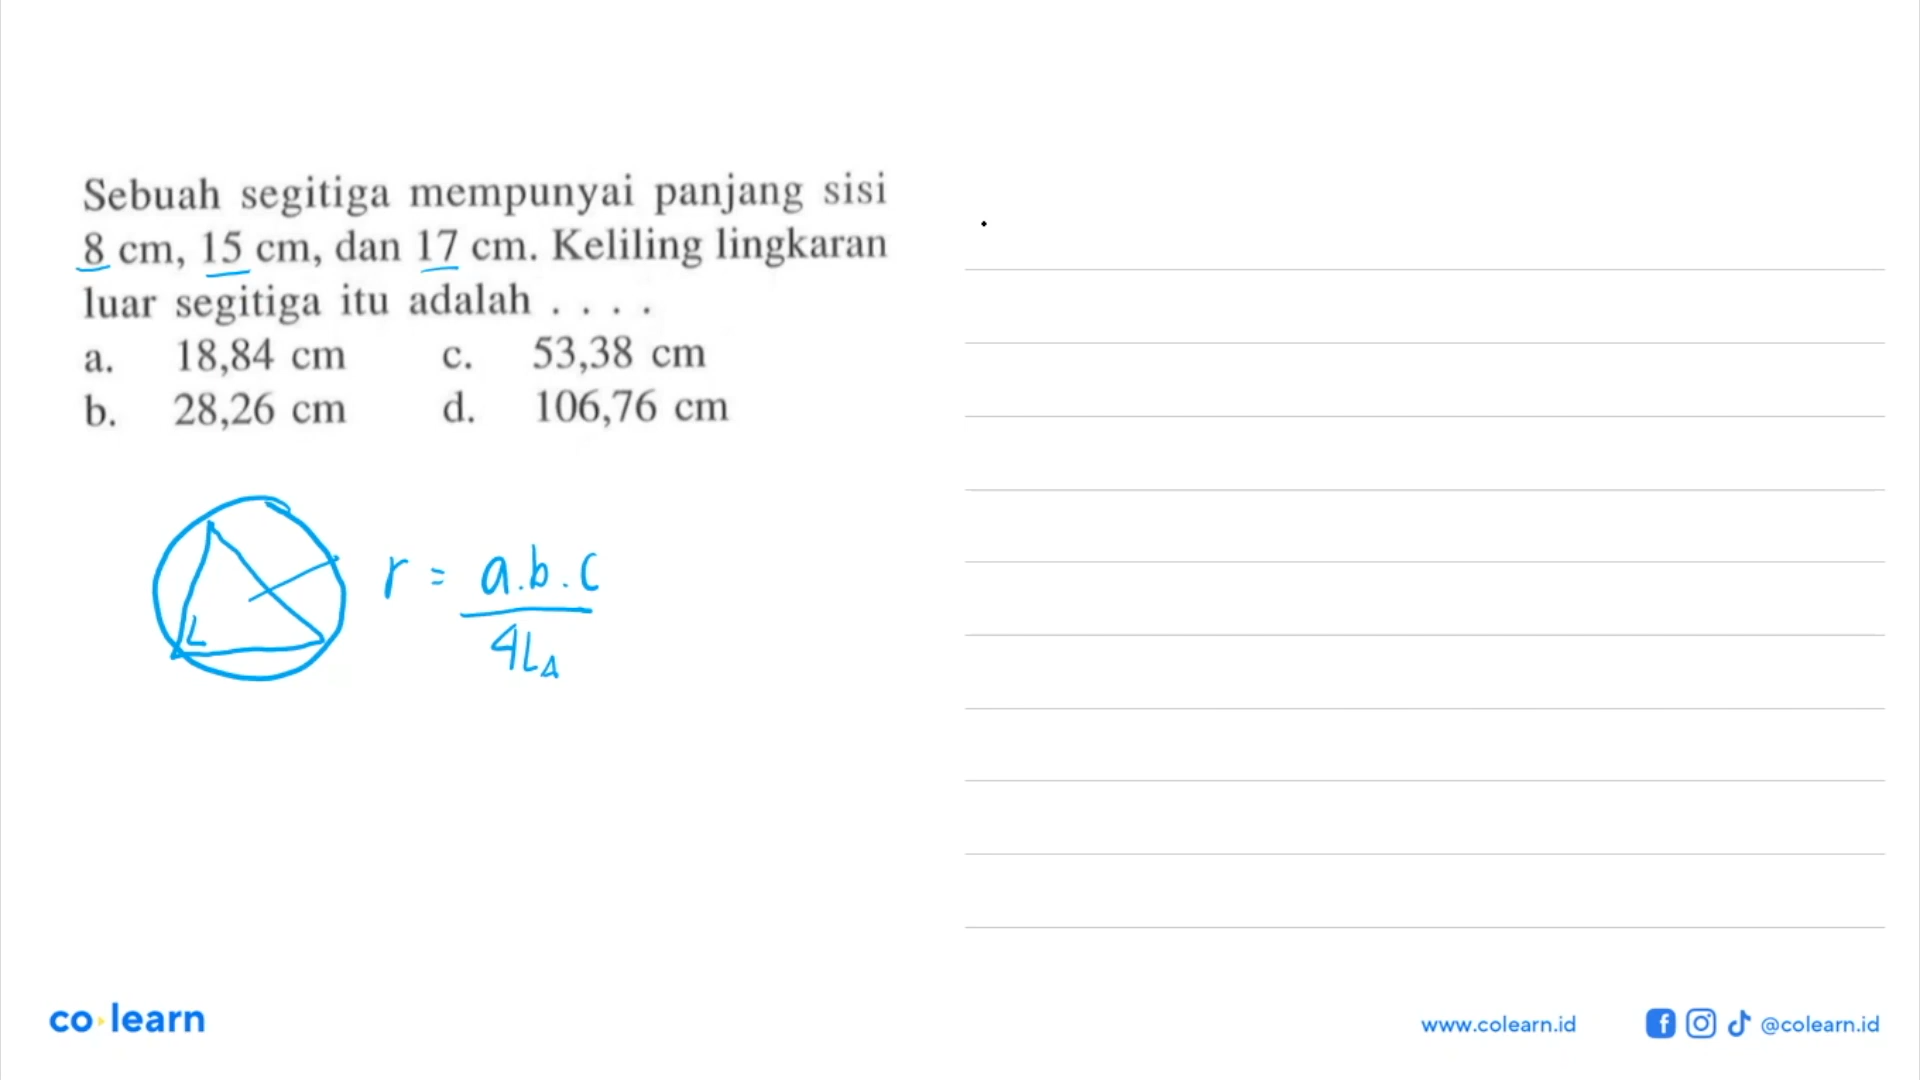 Sebuah segitiga mempunyai panjang sisi
8 cm, 15 cm, dan 17 cm. Keliling lingkaran
luar segitiga itu adalah . . . .
a. 18,84 cm c. 53,38 cm
b. 28,26 cm d. 106,76 cm
r = a.b.c
4L△
co learn
www.colearn.id @colearn.id